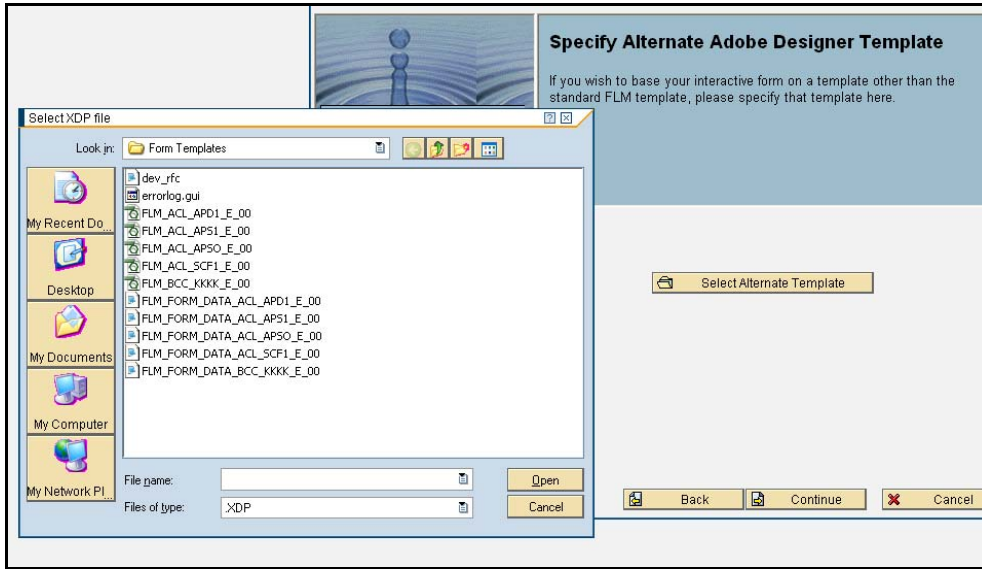 Specify Alternate Adobe Designer Template
If you wish to base your interactive form on a template other than the
standard FLM template, please specify that template here.
Select XDP file
Look in:
Form Templates
My Recent Do...
Desktop
My Documents
My Computer
My Network Pl...
dev_rfc
errorlog.gui
FLM_ACL_APD1_E_00
FLM_ACL_APS1_E_00
FLM_ACL_APSO_E_00
FLM_ACL_SCF1_E_00
FLM_BCC_KKKK_E_00
FLM_FORM_DATA_ACL_APD1_E_00
FLM_FORM_DATA_ACL_APS1_E_00
FLM_FORM_DATA_ACL_APSO_E_00
FLM_FORM_DATA_ACL_SCF1_E_00
FLM_FORM_DATA_BCC_KKKK_E_00
File name:
Open
Files of type:
.XDP
Cancel
Select Alternate Template
Back
Continue
Cancel